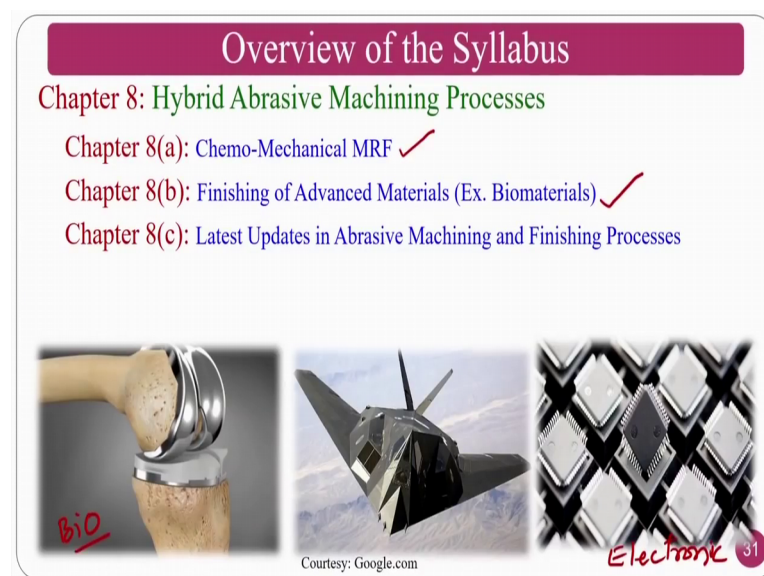 Overview of the Syllabus
Chapter 8: Hybrid Abrasive Machining Processes
Chapter 8(a): Chemo-Mechanical MRF
Chapter 8(b): Finishing of Advanced Materials (Ex. Biomaterials)
Chapter 8(c): Latest Updates in Abrasive Machining and Finishing Processes
BiO
Courtesy: Google.com
Electronic
31